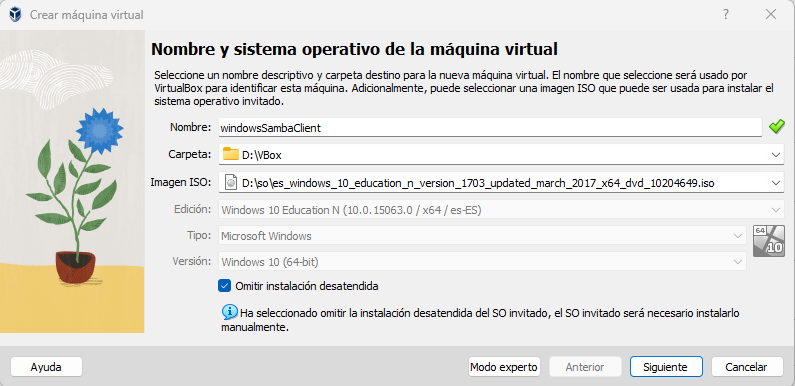 Crear máquina virtual
Nombre y sistema operativo de la máquina virtual
Seleccione un nombre descriptivo y carpeta destino para la nueva máquina virtual. El nombre que seleccione será usado por
VirtualBox para identificar esta máquina. Adicionalmente, puede seleccionar una imagen ISO que puede ser usada para instalar el
sistema operativo invitado.
Nombre: windowsSambaClient
Carpeta: D:\VBox
Imagen ISO: D:\so\es_windows_10_education_n_version_1703_updated_march_2017_x64_dvd_10204649.iso
Edición: Windows 10 Education N (10.0.15063.0 / x64 / es-ES)
Tipo: Microsoft Windows
64
10
Versión: Windows 10 (64-bit)
Omitir instalación desatendida
Ha seleccionado omitir la instalación desatendida del SO invitado, el SO invitado será necesario instalarlo
manualmente.
Ayuda Modo experto Anterior Siguiente Cancelar